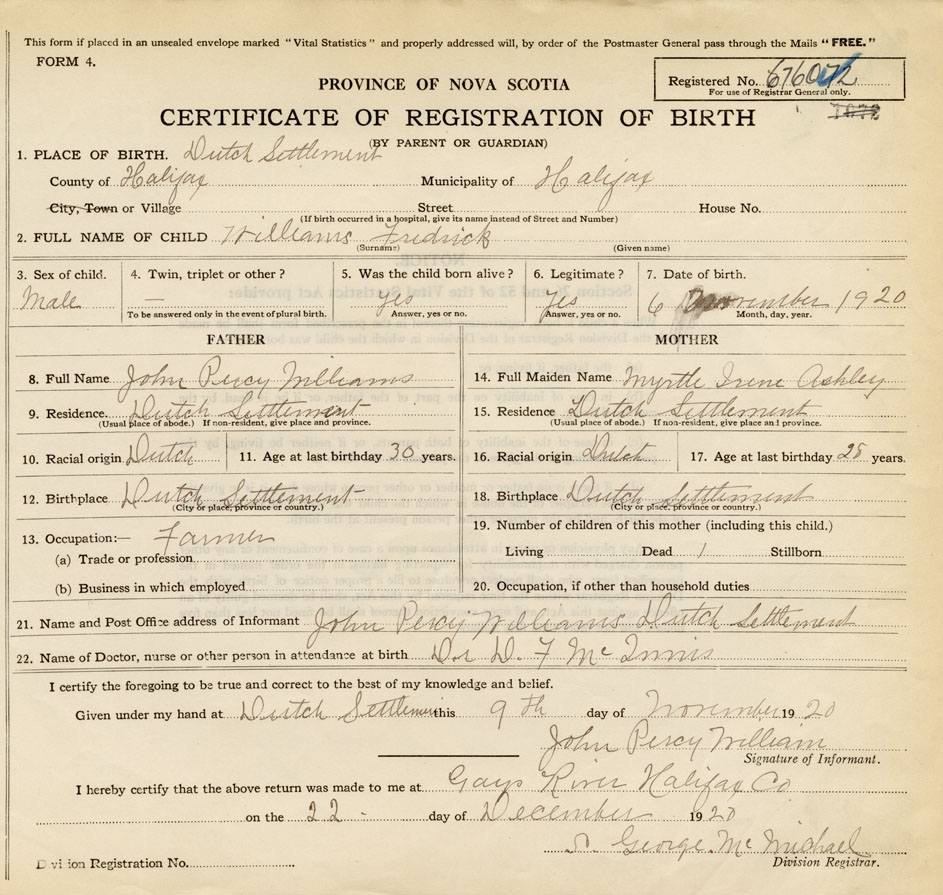 This form if placed in an unsealed envelope marked "Vital Statistics" and properly addressed will, by order of the Postmaster General pass through the Mails "FREE."
FORM 4.
Registered No. 676072
For use of Registrar General only.
PROVINCE OF NOVA SCOTIA
CERTIFICATE OF REGISTRATION OF BIRTH
(BY PARENT OR GUARDIAN)
1. PLACE OF BIRTH. Dutch Settlement
County of Halifax Municipality of Halifax
City, Town or Village Street House No.
(If birth occurred in a hospital, give its name instead of Street and Number)
2. FULL NAME OF CHILD Williams Fredrick
(Surname) (Given name)
3. Sex of child. 4. Twin, triplet or other? 5. Was the child born alive? 6. Legitimate? 7. Date of birth.
Male — yes yes 6 November 1920
To be answered only in the event of plural birth. Answer, yes or no. Answer, yes or no. Month, day, year.
FATHER MOTHER
8. Full Name John Percy Williams 14. Full Maiden Name Myrtle Irene Ashley
9. Residence. Dutch Settlement 15. Residence Dutch Settlement
(Usual place of abode.) If non-resident, give place and province. (Usual place of abode.) If non-resident, give place and province.
10. Racial origin Dutch 11. Age at last birthday 30 years. 16. Racial origin Dutch 17. Age at last birthday 28 years.
12. Birthplace Dutch Settlement 18. Birthplace Dutch Settlement
(City or place, province or country.) (City or place, province or country.)
13. Occupation:— Farmer 19. Number of children of this mother (including this child.)
(a) Trade or profession Living Dead 1 Stillborn
(b) Business in which employed 20. Occupation, if other than household duties
21. Name and Post Office address of Informant John Percy Williams Dutch Settlement
22. Name of Doctor, nurse or other person in attendance at birth Dr D. F Mc Innis
I certify the foregoing to be true and correct to the best of my knowledge and belief.
Given under my hand at Dutch Settlement this 9th day of November 1920
John Percy William
Signature of Informant.
I hereby certify that the above return was made to me at Gays River Halifax Co
on the 22 - day of December 1920
George Mc Michael
Division Registrar.
Division Registration No.